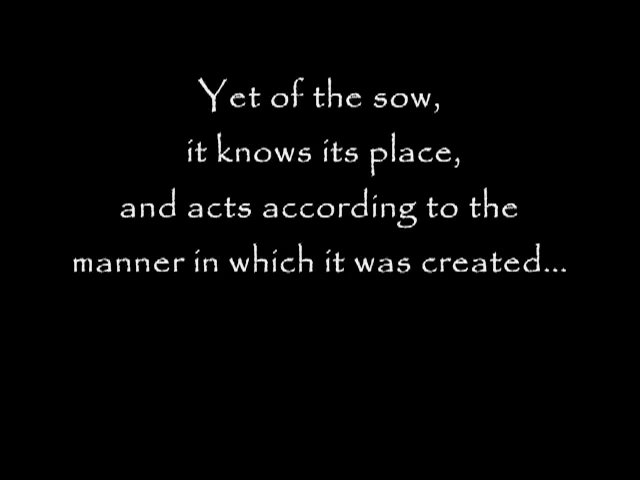 Yet of the sow,
it knows its place,
and acts according to the
manner in which it was created...